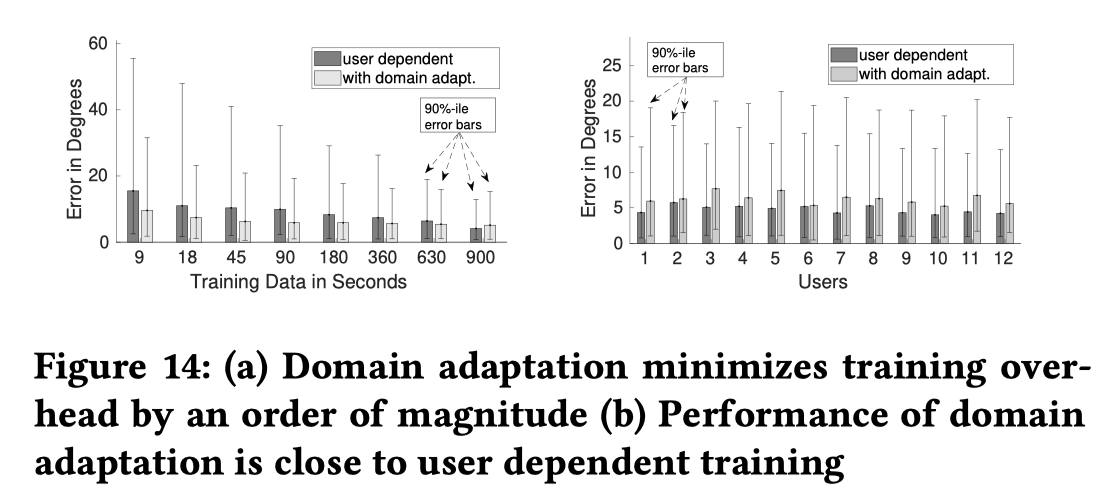 60
40
20
0
Error in Degrees
user dependent
with domain adapt.
90%-ile
error bars
9 18 45 90 180 360 630 900
Training Data in Seconds
25
20
15
10
5
0
Error in Degrees
90%-ile
error bars
user dependent
with domain adapt.
1 2 3 4 5 6 7 8 9 10 11 12
Users
Figure 14: (a) Domain adaptation minimizes training over-
head by an order of magnitude (b) Performance of domain
adaptation is close to user dependent training